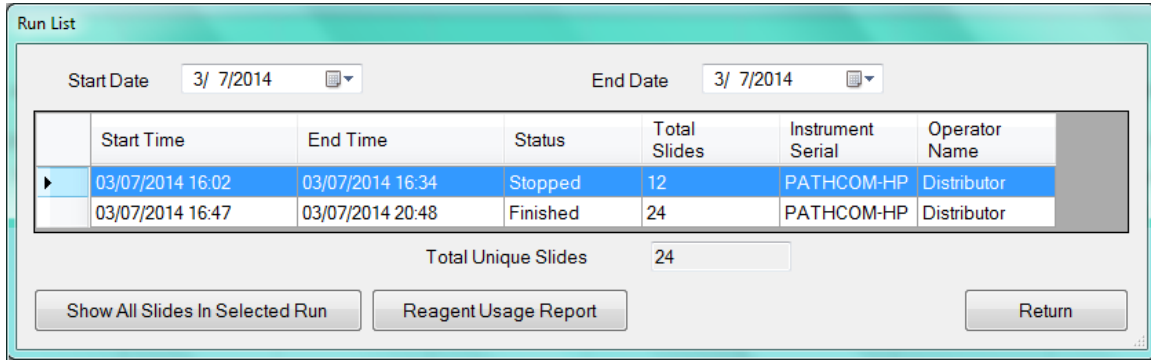 Run List
Start Date 3/ 7/2014 End Date 3/ 7/2014
Start Time End Time Status Total Slides Instrument Serial Operator Name
03/07/2014 16:02 03/07/2014 16:34 Stopped 12 PATHCOM-HP Distributor
03/07/2014 16:47 03/07/2014 20:48 Finished 24 PATHCOM-HP Distributor
Total Unique Slides 24
Show All Slides In Selected Run Reagent Usage Report Return